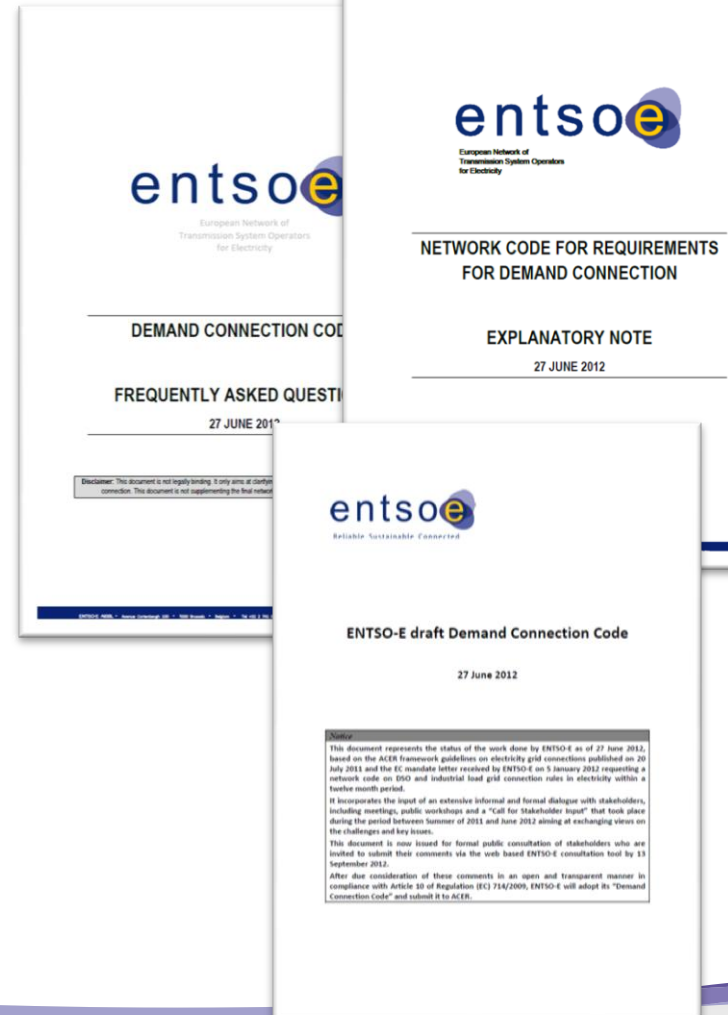 entsoe
European Network of
Transmission System Operators
for Electricity
DEMAND CONNECTION COD
FREQUENTLY ASKED QUESTI
27 JUNE 2012
Disclaimer: This document is not legally binding. It only aims at clarifying
connection. This document is not supplementing the final network
entsoe
European Network of
Transmission System Operators
for Electricity
NETWORK CODE FOR REQUIREMENTS
FOR DEMAND CONNECTION
EXPLANATORY NOTE
27 JUNE 2012
entsoe
Reliable Sustainable Connected
ENTSO-E draft Demand Connection Code
27 June 2012
Notice
This document represents the status of the work done by ENTSO-E as of 27 June 2012,
based on the ACER framework guidelines on electricity grid connections published on 20
July 2011 and the EC mandate letter received by ENTSO-E on 5 January 2012 requesting a
network code on DSO and industrial load grid connection rules in electricity within a
twelve month period.
It incorporates the input of an extensive informal and formal dialogue with stakeholders,
including meetings, public workshops and a "Call for Stakeholder Input" that took place
during the period between Summer of 2011 and June 2012 aiming at exchanging views on
the challenges and key issues.
This document is now issued for formal public consultation of stakeholders who are
invited to submit their comments via the web based ENTSO-E consultation tool by 13
September 2012.
After due consideration of these comments in an open and transparent manner in
compliance with Article 10 of Regulation (EC) 714/2009, ENTSO-E will adopt its "Demand
Connection Code" and submit it to ACER.